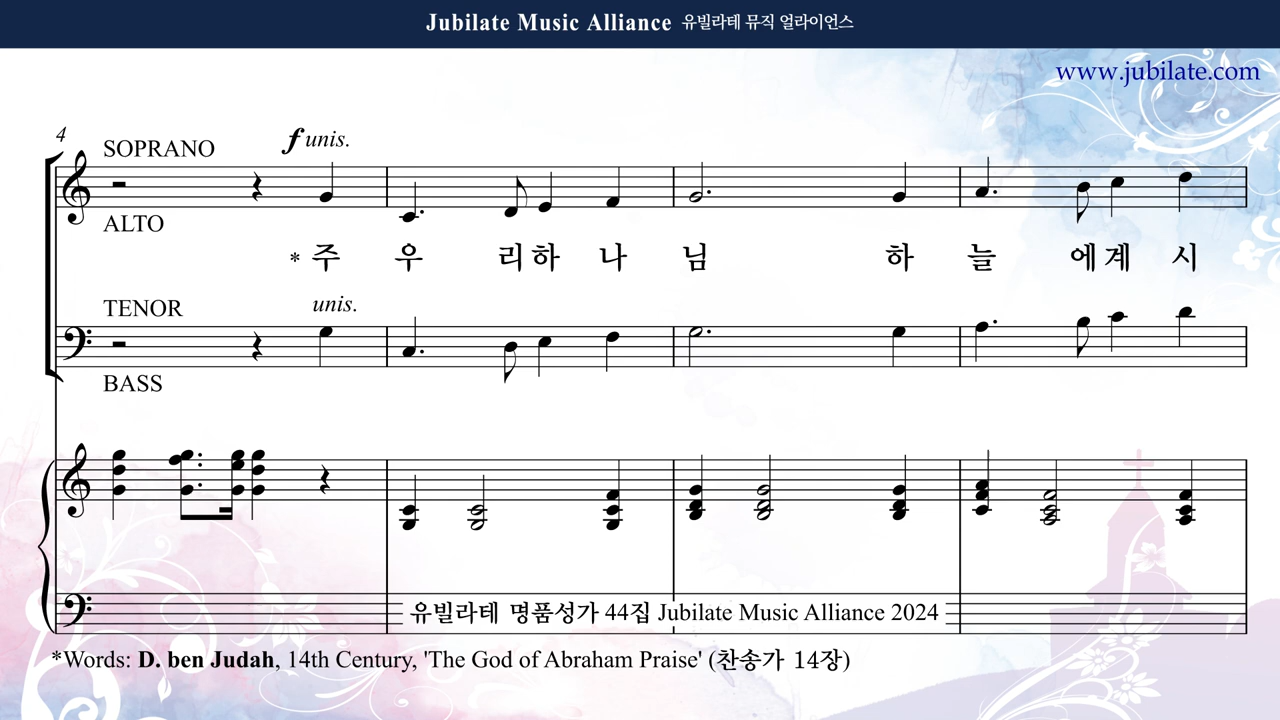 Jubilate Music Alliance 유빌라테 뮤직 얼라이언스
www.jubilate.com
4
SOPRANO
f unis.
ALTO
* 주 우 리 하 나 님 하 늘 에 계 시
TENOR
unis.
BASS
유빌라테 명품성가 44집 Jubilate Music Alliance 2024
*Words: D. ben Judah, 14th Century, 'The God of Abraham Praise' (찬송가 14장)